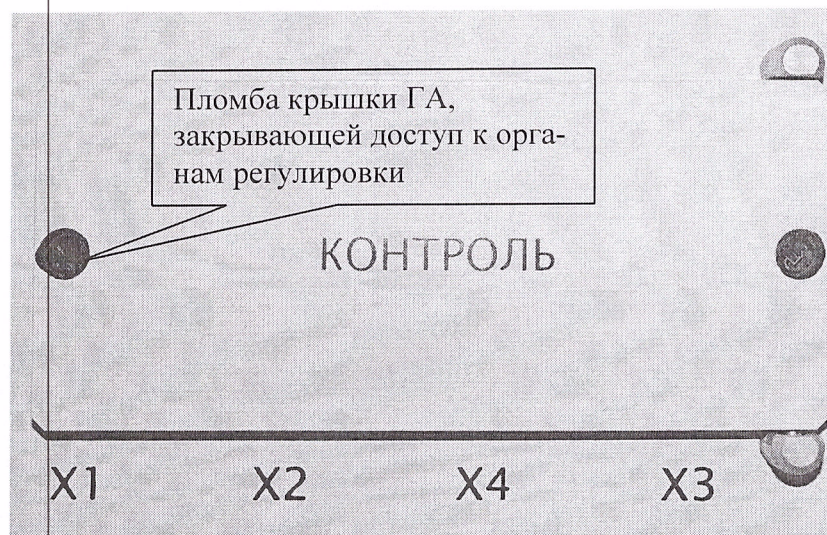 Пломба крышки ГА,
закрывающей доступ к орга-
нам регулировки
КОНТРОЛЬ
X1 X2 X4 X3